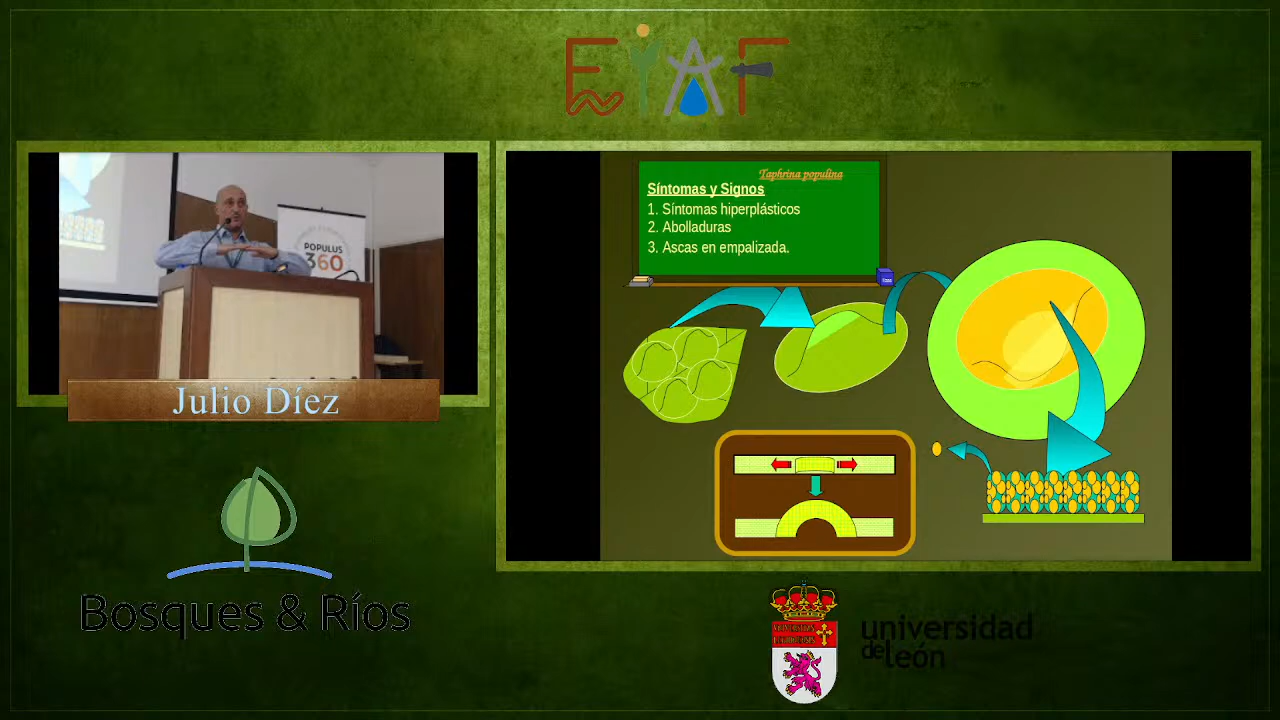 EIAF
POPULUS
360
Julio Díez
Taphrina populina
Síntomas y Signos
1. Síntomas hiperplásticos
2. Abolladuras
3. Ascas en empalizada.
Bosques & Ríos
universidad
de león